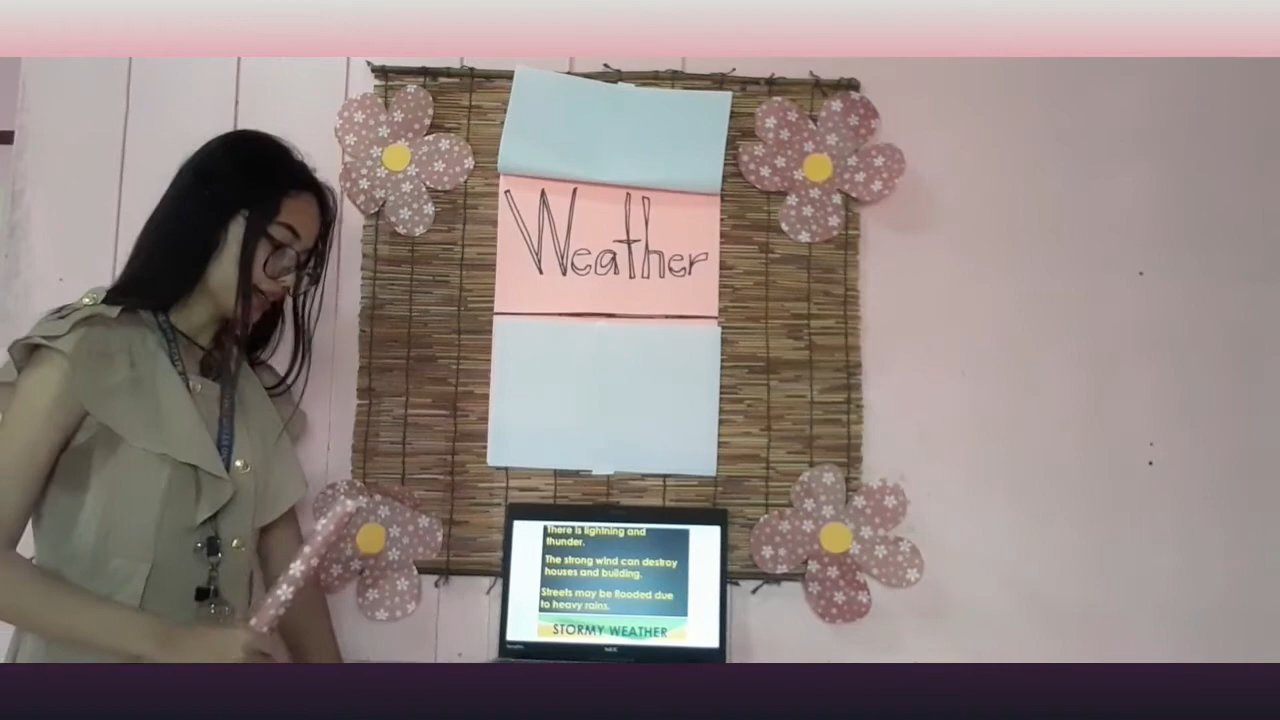 Weather
There is lightning and
thunder.
The strong wind can destroy
houses and building.
Streets may be flooded due
to heavy rains.
STORMY WEATHER
NEC